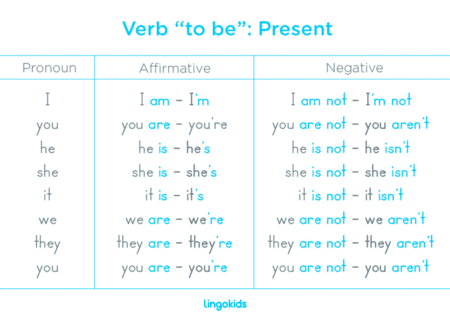 Verb “to be”: Present
Pronoun Affirmative Negative
I I am – I'm I am not – I'm not
you you are – you're you are not – you aren't
he he is – he's he is not – he isn't
she she is – she's she is not – she isn't
it it is – it's it is not – it isn't
we we are – we're we are not – we aren't
they they are – they're they are not – they aren't
you you are – you're you are not – you aren't
lingokids